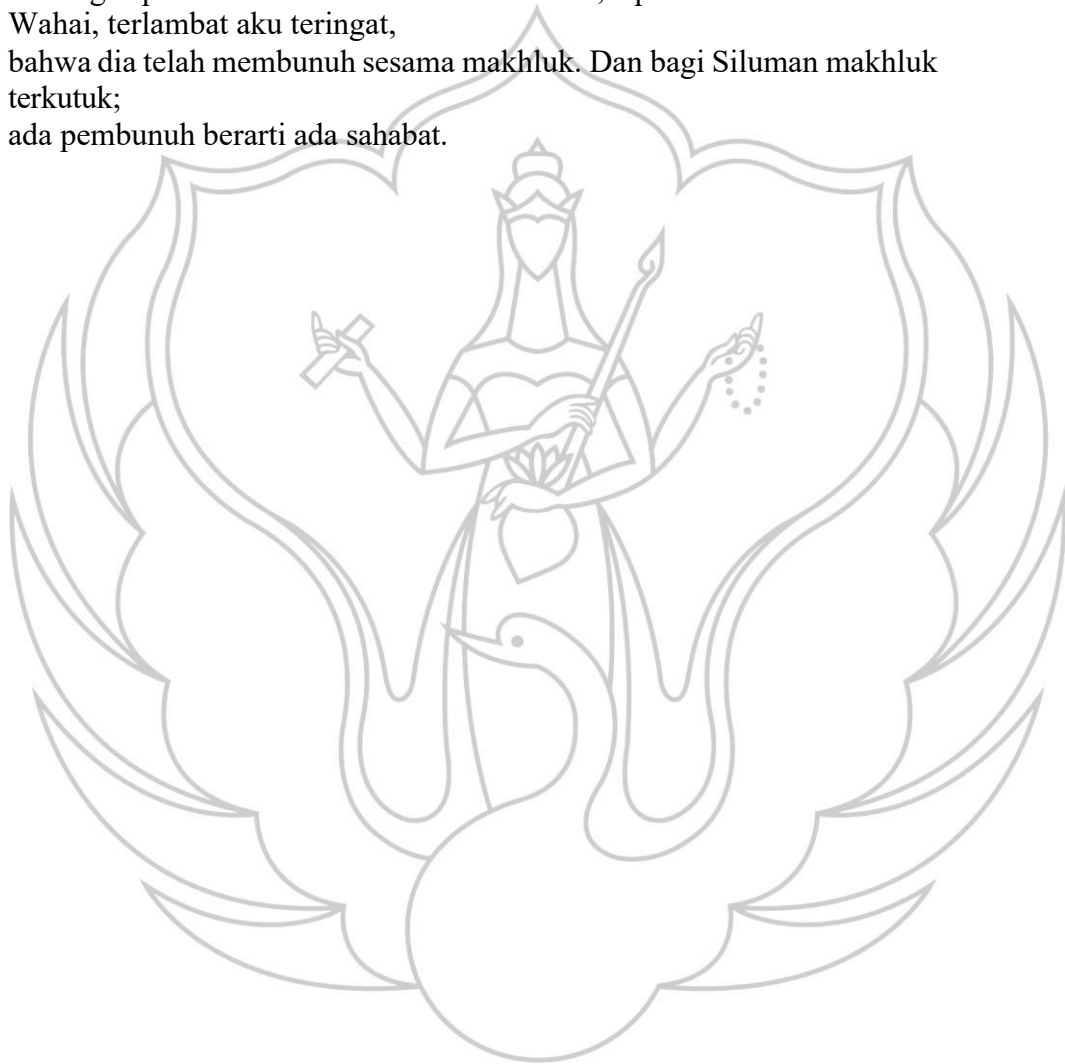 Wahai, terlambat aku teringat,
bahwa dia telah membunuh sesama makhluk. Dan bagi Siluman makhluk
terkutuk;
ada pembunuh berarti ada sahabat.